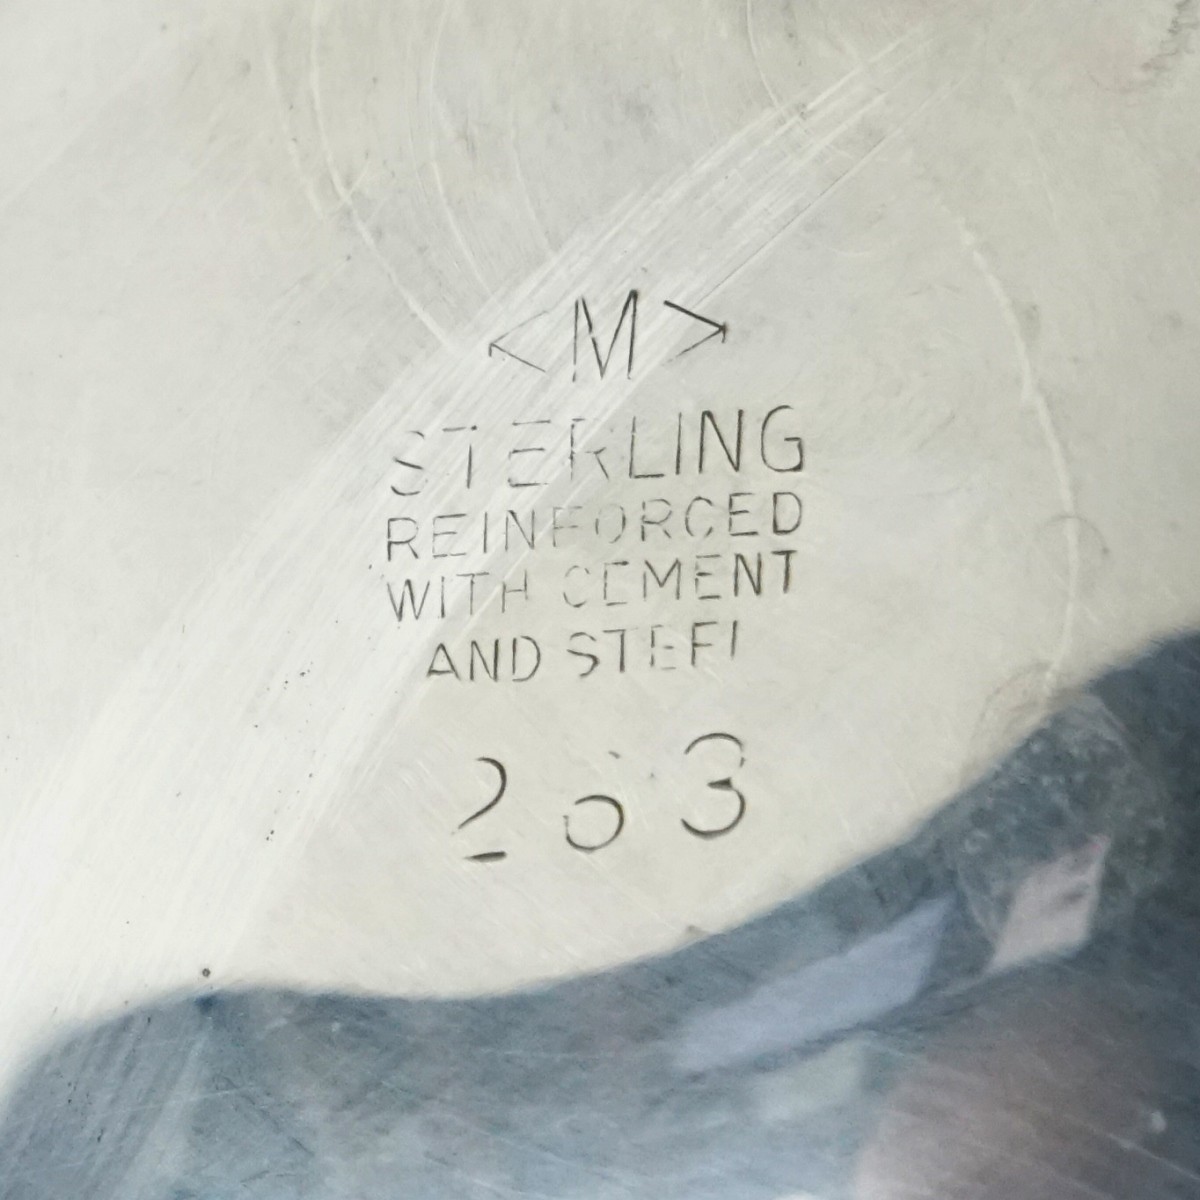 <M>
STERLING
REINFORCED
WITH CEMENT
AND STEEL
263